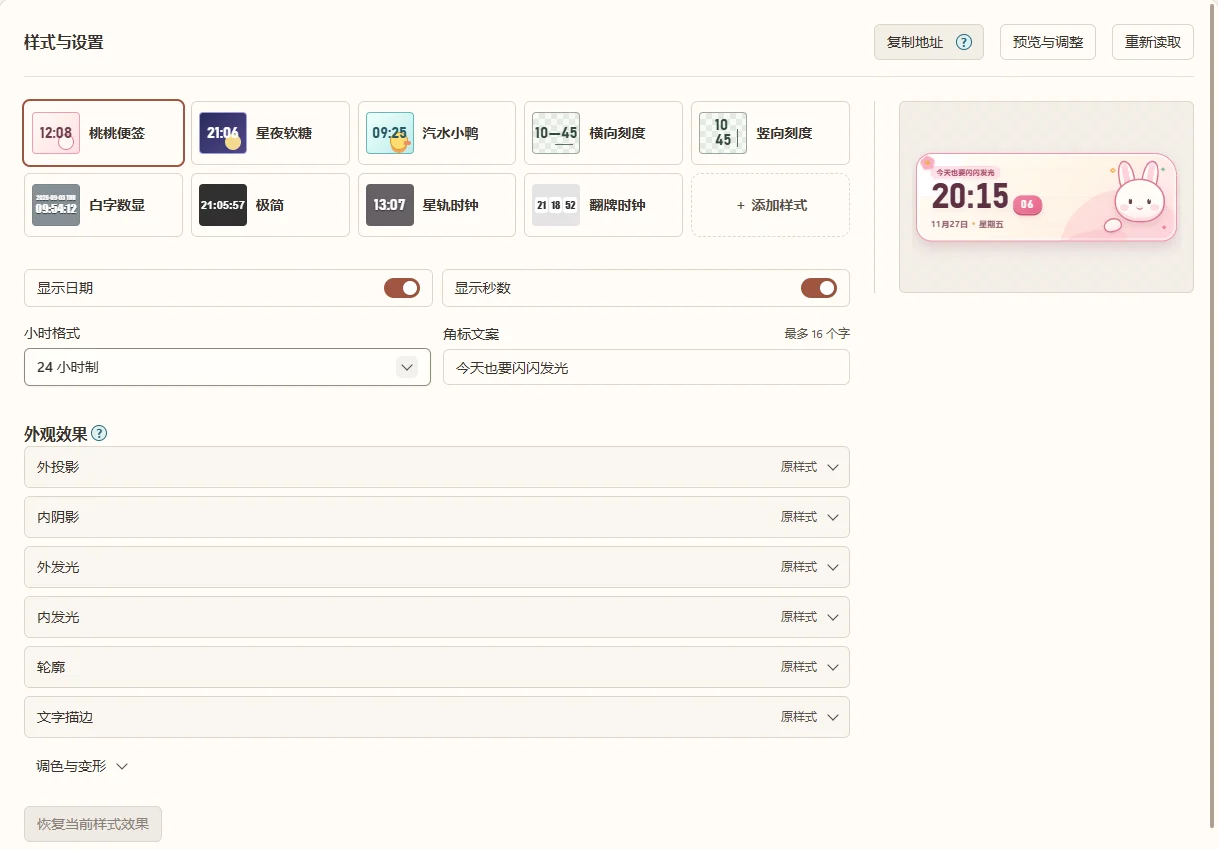 样式与设置
复制地址 ?
预览与调整
重新读取
12:08 桃桃便签
21:06 星夜软糖
09:25 汽水小鸭
10—45 横向刻度
10
45 竖向刻度
09:54:12 白字数显
21:05:57 极简
13:07 星轨时钟
21 18 52 翻牌时钟
+ 添加样式
今天也要闪闪发光
20:15 06
11月27日 · 星期五
显示日期
显示秒数
小时格式
24 小时制
角标文案 最多 16 个字
今天也要闪闪发光
外观效果 ?
外投影 原样式
内阴影 原样式
外发光 原样式
内发光 原样式
轮廓 原样式
文字描边 原样式
调色与变形
恢复当前样式效果